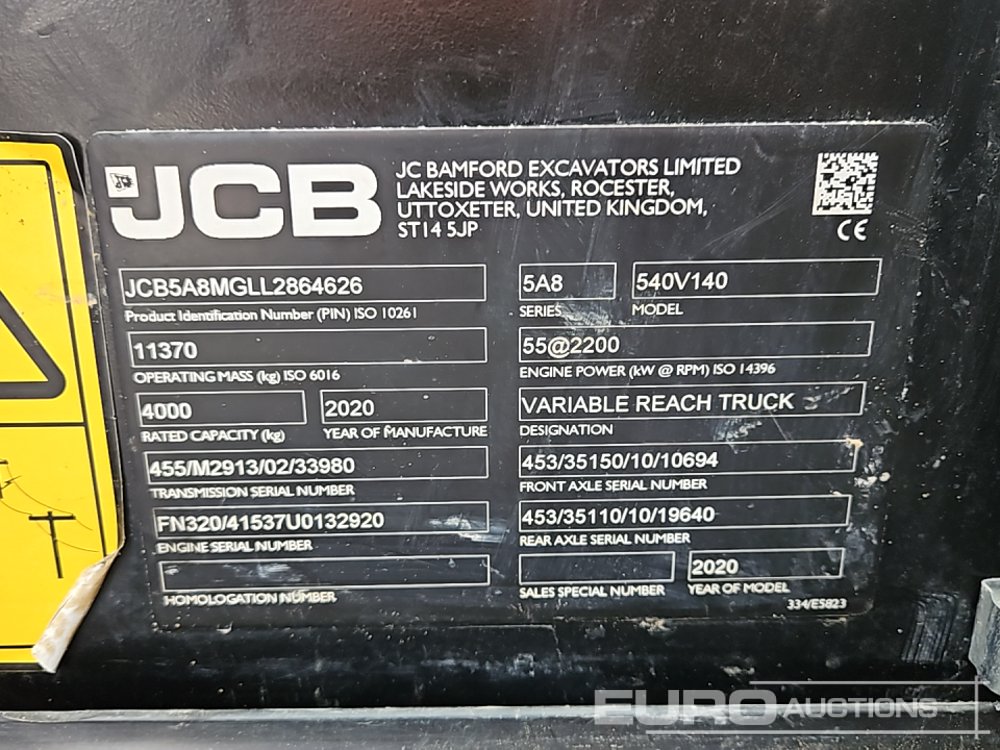 JCB
JC BAMFORD EXCAVATORS LIMITED
LAKESIDE WORKS, ROCESTER,
UTTOXETER, UNITED KINGDOM,
ST14 5JP
CE
JCB5A8MGLL2864626
Product Identification Number (PIN) ISO 10261
5A8
SERIES
540V140
MODEL
11370
OPERATING MASS (kg) ISO 6016
55@2200
ENGINE POWER (kW @ RPM) ISO 14396
4000
RATED CAPACITY (kg)
2020
YEAR OF MANUFACTURE
VARIABLE REACH TRUCK
DESIGNATION
455/M2913/02/33980
TRANSMISSION SERIAL NUMBER
453/35150/10/10694
FRONT AXLE SERIAL NUMBER
FN320/41537U0132920
ENGINE SERIAL NUMBER
453/35110/10/19640
REAR AXLE SERIAL NUMBER
HOMOLOGATION NUMBER
SALES SPECIAL NUMBER
2020
YEAR OF MODEL
334/E5823
EURO AUCTIONS